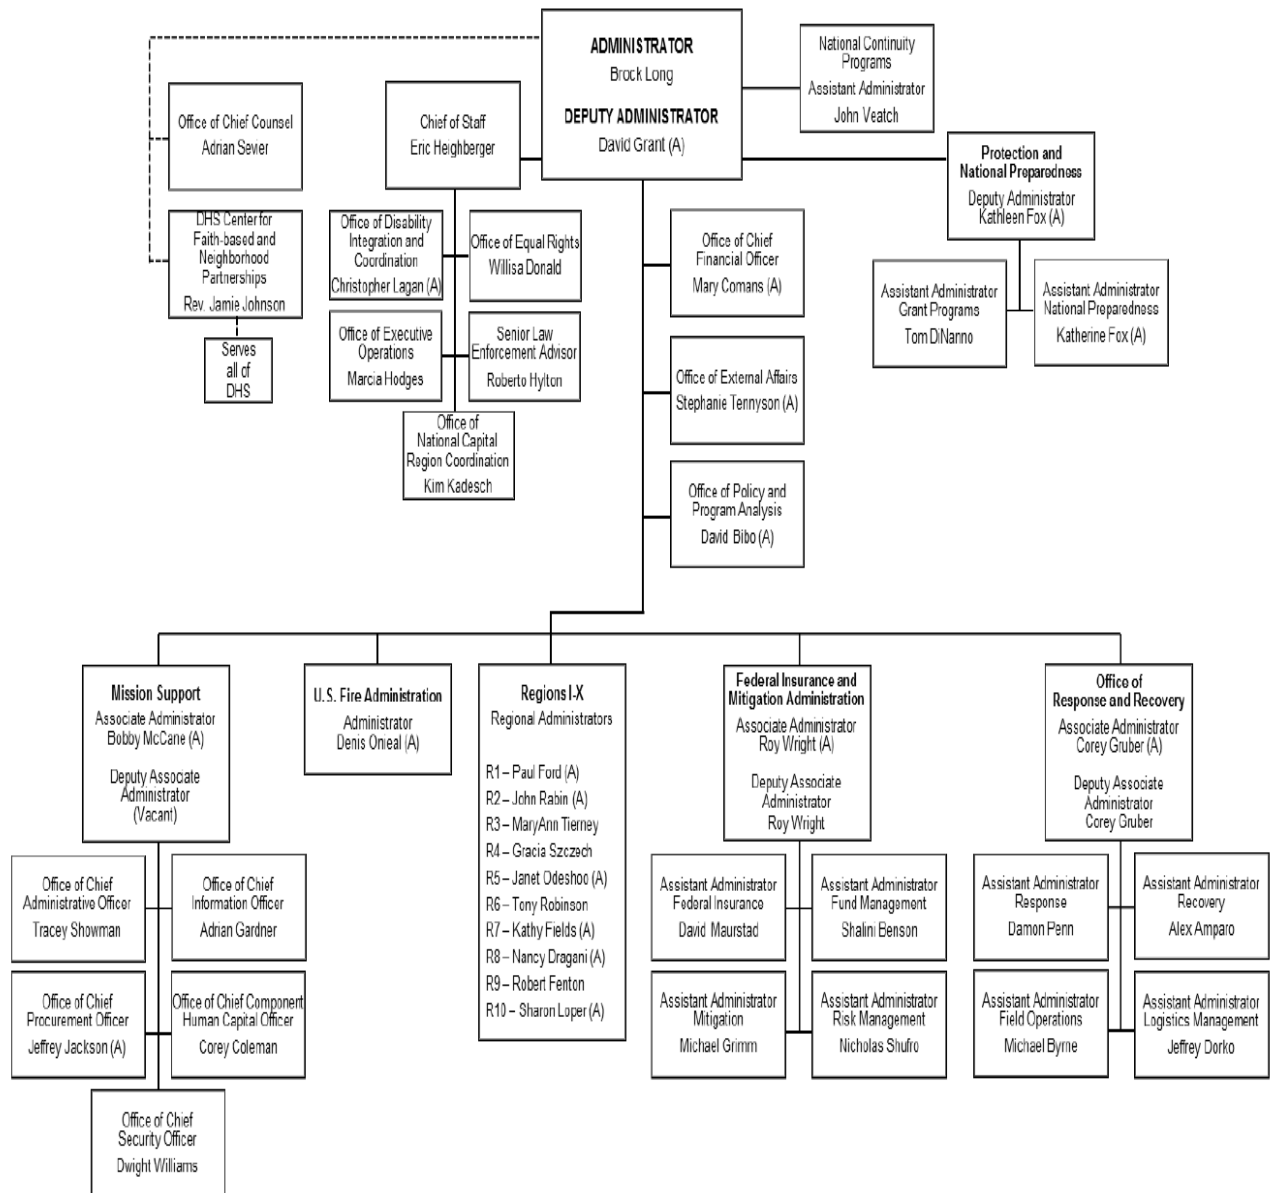 ADMINISTRATOR
Brock Long
DEPUTY ADMINISTRATOR
David Grant (A)
National Continuity
Programs
Assistant Administrator
John Veatch
Office of Chief Counsel
Adrian Sevier
Chief of Staff
Eric Heighberger
Protection and
National Preparedness
Deputy Administrator
Kathleen Fox (A)
DHS Center for
Faith-based and
Neighborhood
Partnerships
Rev. Jamie Johnson
Serves
all of
DHS
Office of Disability
Integration and
Coordination
Christopher Lagan (A)
Office of Equal Rights
Willisa Donald
Office of Executive
Operations
Marcia Hodges
Senior Law
Enforcement Advisor
Roberto Hylton
Office of
National Capital
Region Coordination
Kim Kadesch
Office of Chief
Financial Officer
Mary Comans (A)
Office of External Affairs
Stephanie Tennyson (A)
Office of Policy and
Program Analysis
David Bibo (A)
Assistant Administrator
Grant Programs
Tom DiNanno
Assistant Administrator
National Preparedness
Katherine Fox (A)
Mission Support
Associate Administrator
Bobby McCane (A)
Deputy Associate
Administrator
(Vacant)
U.S. Fire Administration
Administrator
Denis Onieal (A)
Regions I-X
Regional Administrators
R1 – Paul Ford (A)
R2 – John Rabin (A)
R3 – MaryAnn Tierney
R4 – Gracia Szczech
R5 – Janet Odeshoo (A)
R6 – Tony Robinson
R7 – Kathy Fields (A)
R8 – Nancy Dragani (A)
R9 – Robert Fenton
R10 – Sharon Loper (A)
Federal Insurance and
Mitigation Administration
Associate Administrator
Roy Wright (A)
Deputy Associate
Administrator
Roy Wright
Office of
Response and Recovery
Associate Administrator
Corey Gruber (A)
Deputy Associate
Administrator
Corey Gruber
Office of Chief
Administrative Officer
Tracey Showman
Office of Chief
Information Officer
Adrian Gardner
Office of Chief
Procurement Officer
Jeffrey Jackson (A)
Office of Chief Component
Human Capital Officer
Corey Coleman
Office of Chief
Security Officer
Dwight Williams
Assistant Administrator
Federal Insurance
David Maurstad
Assistant Administrator
Fund Management
Shalini Benson
Assistant Administrator
Mitigation
Michael Grimm
Assistant Administrator
Risk Management
Nicholas Shufro
Assistant Administrator
Response
Damon Penn
Assistant Administrator
Recovery
Alex Amparo
Assistant Administrator
Field Operations
Michael Byrne
Assistant Administrator
Logistics Management
Jeffrey Dorko